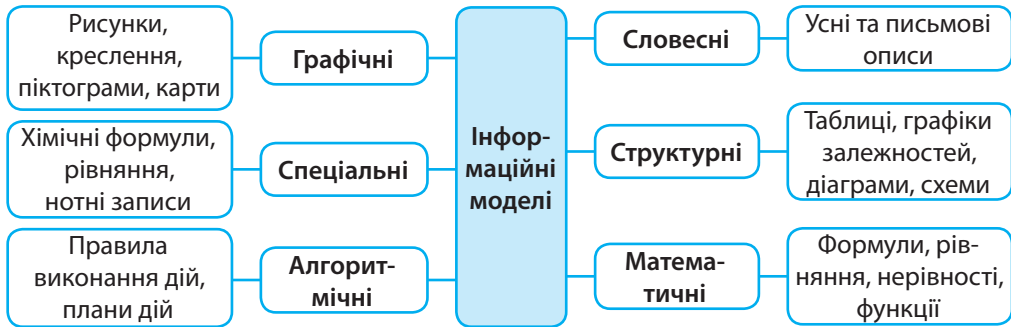 Рисунки,
креслення,
піктограми, карти
Графічні
Хімічні формули,
рівняння,
нотні записи
Спеціальні
Правила
виконання дій,
плани дій
Алгорит-
мічні
Інфор-
маційні
моделі
Словесні
Усні та письмові
описи
Структурні
Таблиці, графіки
залежностей,
діаграми, схеми
Матема-
тичні
Формули, рів-
няння, нерівності,
функції